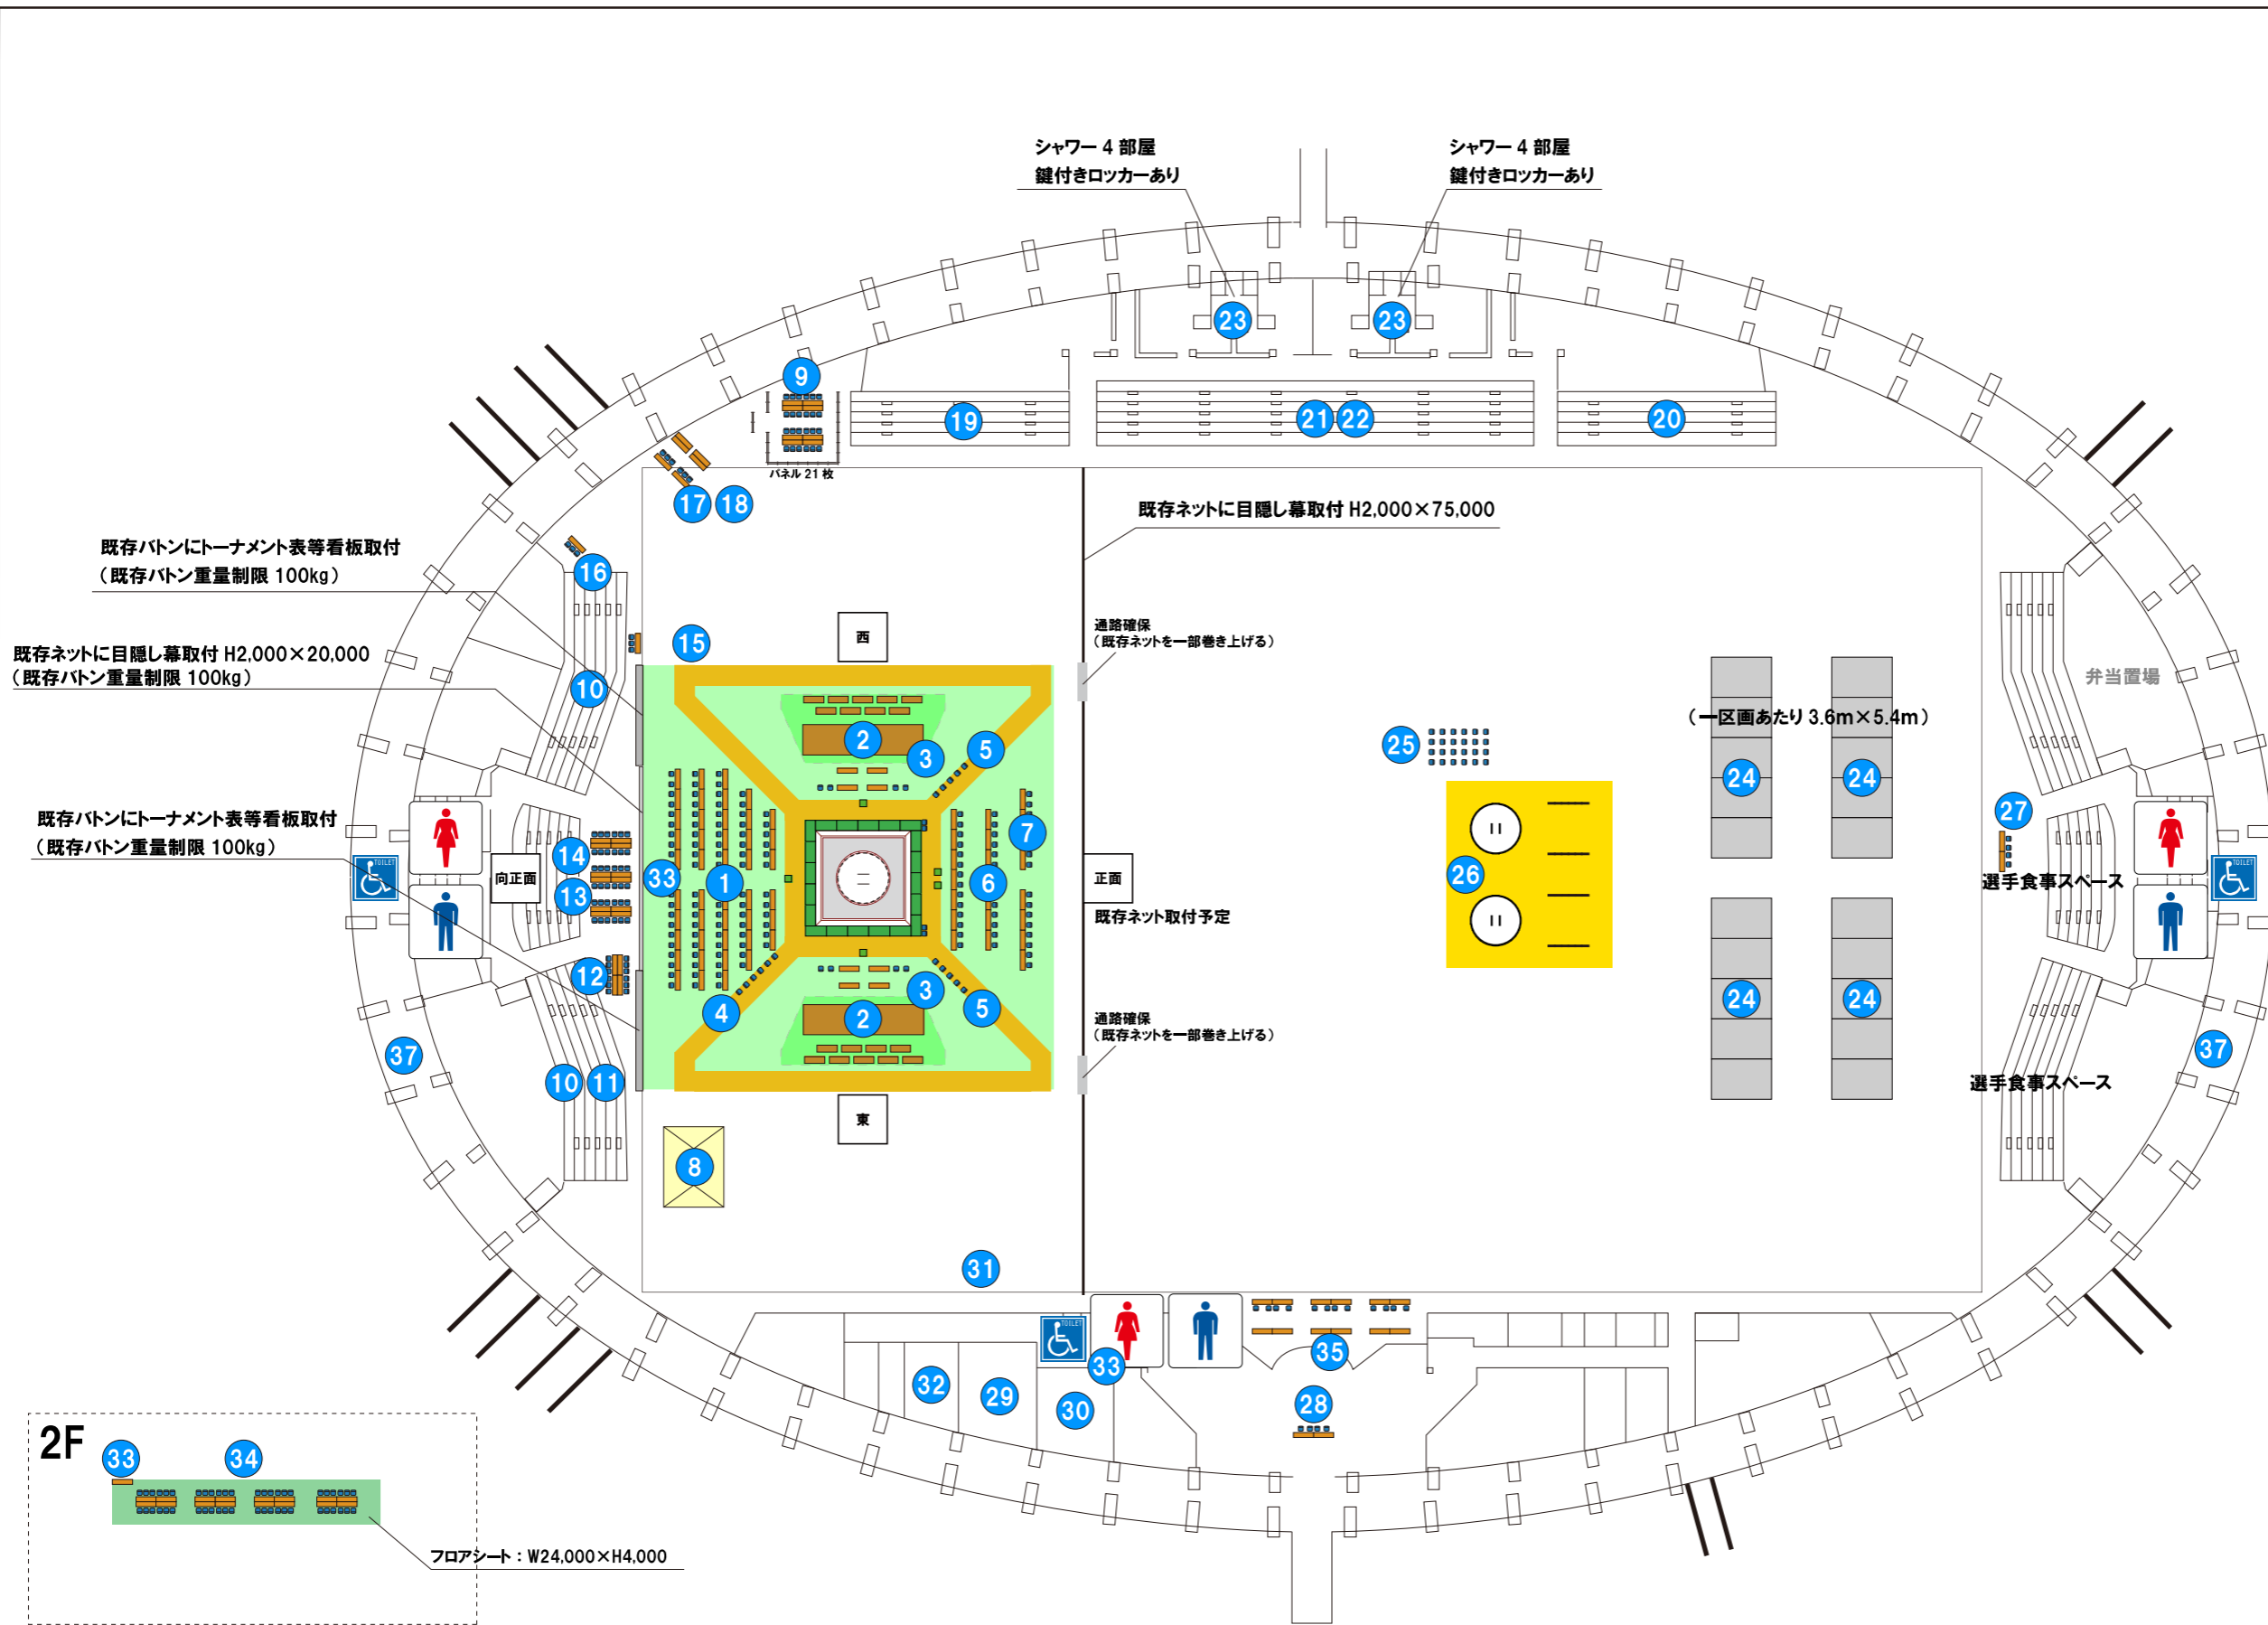 シャワー 4 部屋
鍵付きロッカーあり
シャワー 4 部屋
鍵付きロッカーあり
23
23
9
19
21
22
20
パネル 21 枚
17
18
既存ネットに目隠し幕取付 H2,000×75,000
既存バトンにトーナメント表等看板取付
（既存バトン重量制限 100kg）
16
既存ネットに目隠し幕取付 H2,000×20,000
（既存バトン重量制限 100kg）
15
西
通路確保
（既存ネットを一部巻き上げる）
10
弁当置場
（一区画あたり 3.6m×5.4m）
2
3
5
25
24
24
既存バトンにトーナメント表等看板取付
（既存バトン重量制限 100kg）
7
27
14
TOILET
向正面
33
1
6
正面
26
選手食事スペース
TOILET
13
既存ネット取付予定
12
4
2
3
5
24
24
通路確保
（既存ネットを一部巻き上げる）
37
37
10
11
選手食事スペース
東
8
31
TOILET
33
35
32
29
30
28
2F
33
34
フロアシート：W24,000×H4,000